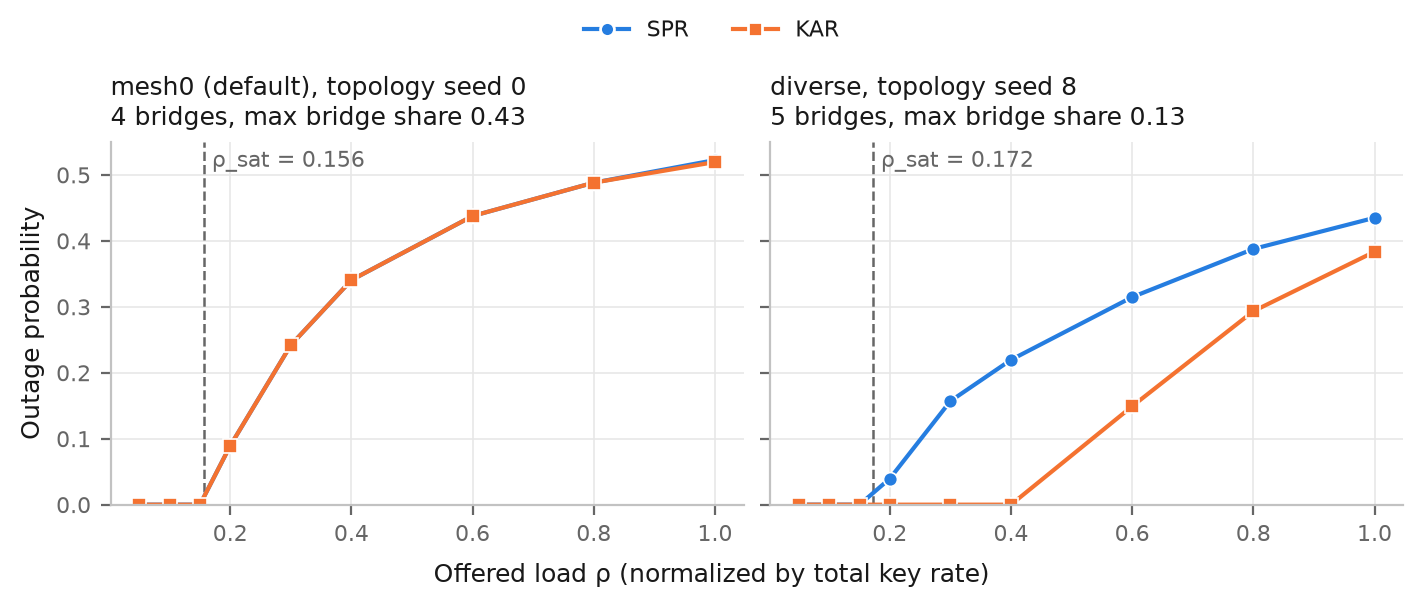 SPR KAR
mesh0 (default), topology seed 0
4 bridges, max bridge share 0.43
diverse, topology seed 8
5 bridges, max bridge share 0.13
ρ_sat = 0.156
ρ_sat = 0.172
Outage probability
0.5
0.4
0.3
0.2
0.1
0.0
0.2 0.4 0.6 0.8 1.0
0.2 0.4 0.6 0.8 1.0
Offered load ρ (normalized by total key rate)